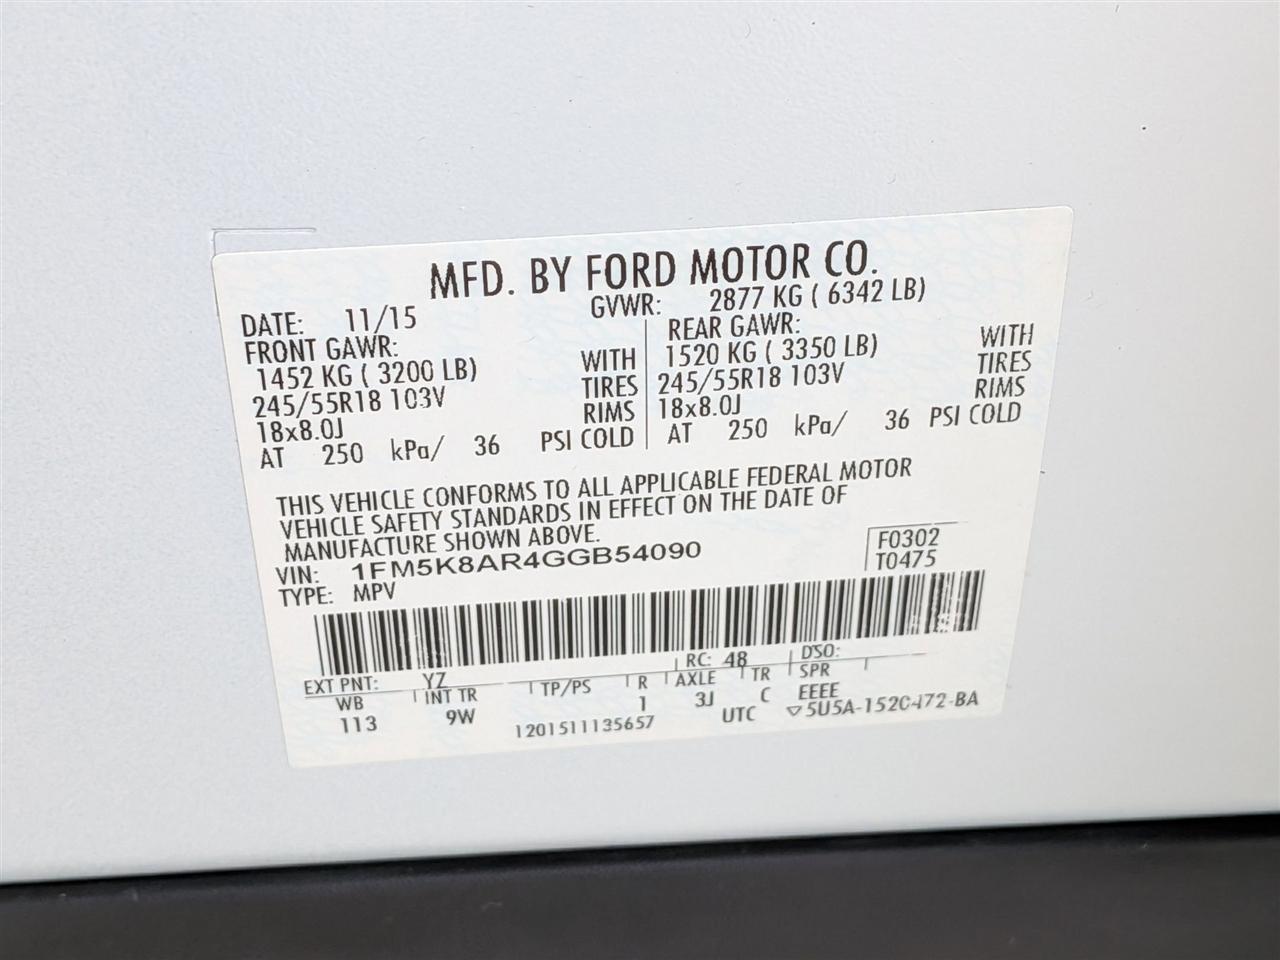 MFD. BY FORD MOTOR CO.
DATE: 11/15 GVWR: 2877 KG ( 6342 LB)
FRONT GAWR: REAR GAWR:
1452 KG ( 3200 LB) WITH 1520 KG ( 3350 LB) WITH
245/55R18 103V TIRES 245/55R18 103V TIRES
18x8.0J RIMS 18x8.0J RIMS
AT 250 kPa/ 36 PSI COLD AT 250 kPa/ 36 PSI COLD
THIS VEHICLE CONFORMS TO ALL APPLICABLE FEDERAL MOTOR
VEHICLE SAFETY STANDARDS IN EFFECT ON THE DATE OF
MANUFACTURE SHOWN ABOVE.
VIN: 1FM5K8AR4GGB54090 F0302
TYPE: MPV T0475
EXT PNT: YZ RC: 48 DSO:
WB INT TR TP/PS R AXLE TR SPR
113 9W 1 3J C EEEE
1201511135657 UTC ▽5U5A-1520472-BA